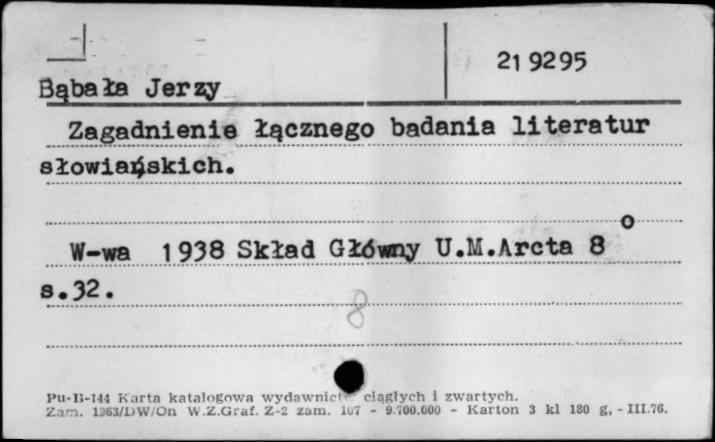 21 9295
Bąbała Jerzy
Zagadnienie łącznego badania literatur
słowiańskich.
W-wa 1938 Skład Główny U.M.Arcta 8°
s.32.
8
Pu-B-144 Karta katalogowa wydawnictw ciągłych i zwartych.
Zam. 1363/DW/On W.Z.Graf. Z-2 zam. 107 - 9.700.000 - Karton 3 kl 180 g, - III.76.